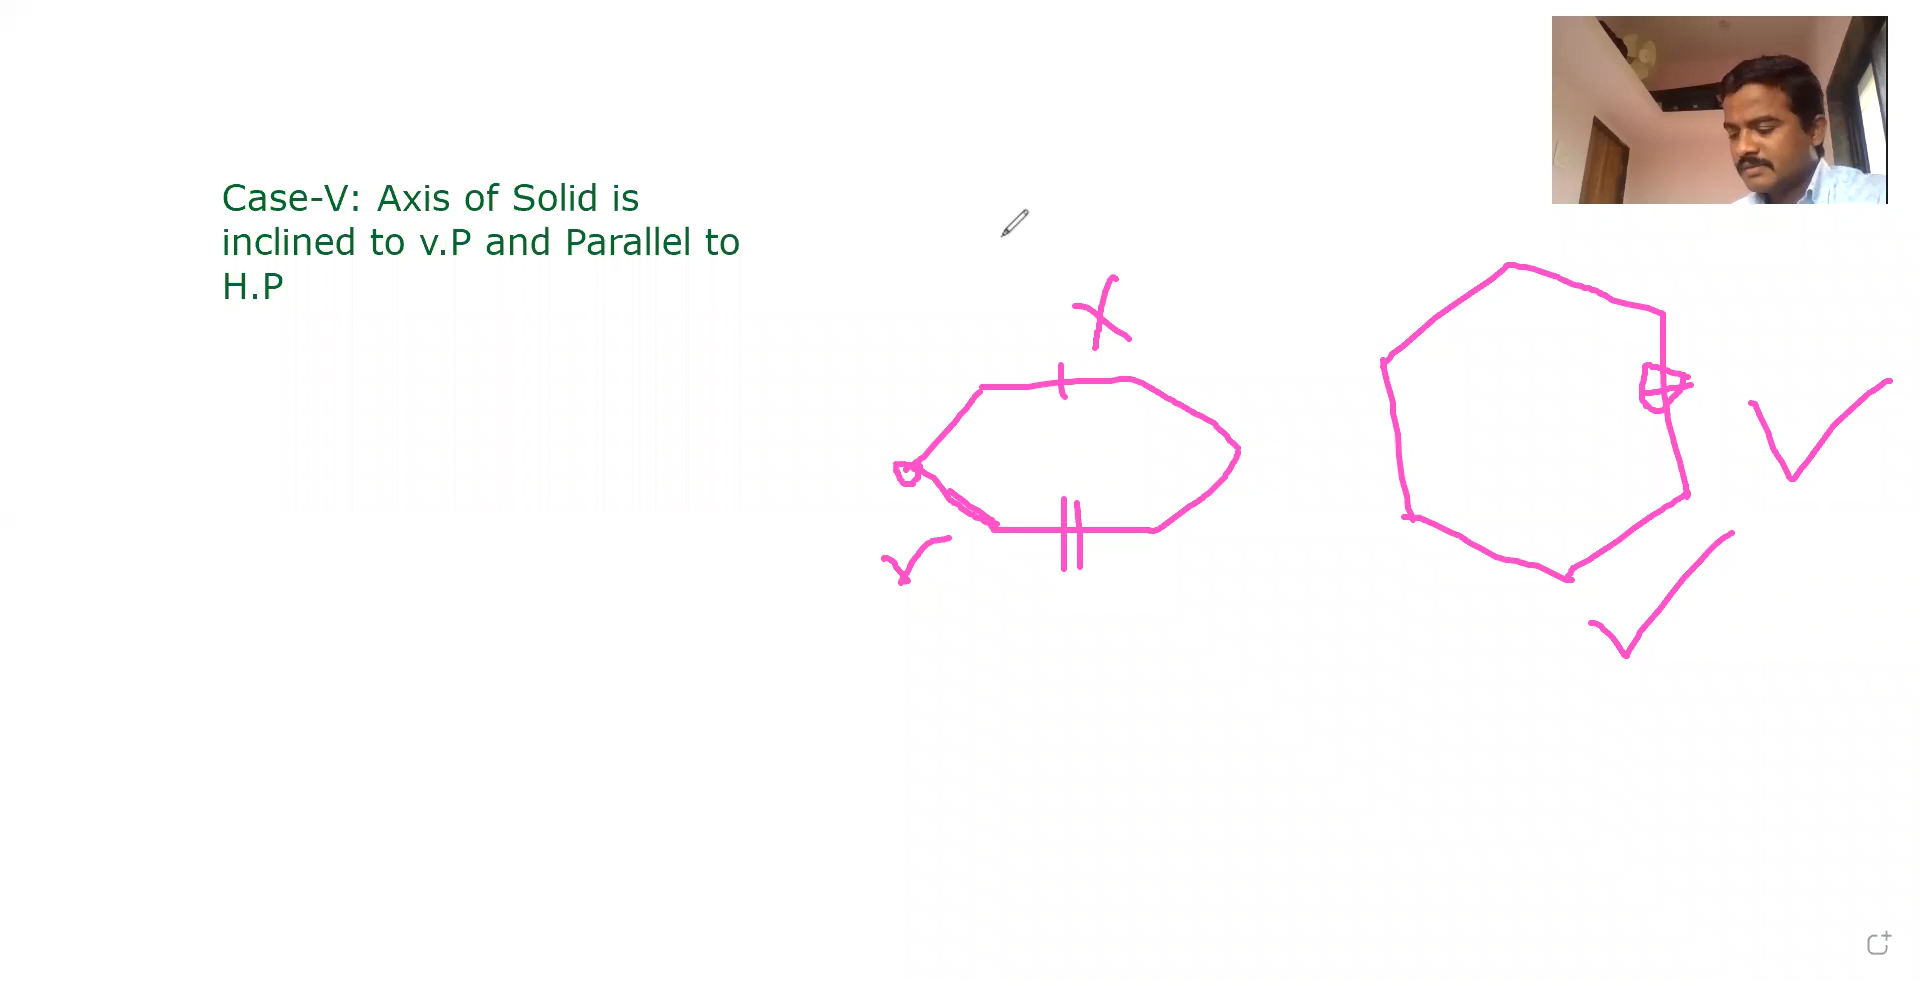 Case-V: Axis of Solid is
inclined to v.P and Parallel to
H.P